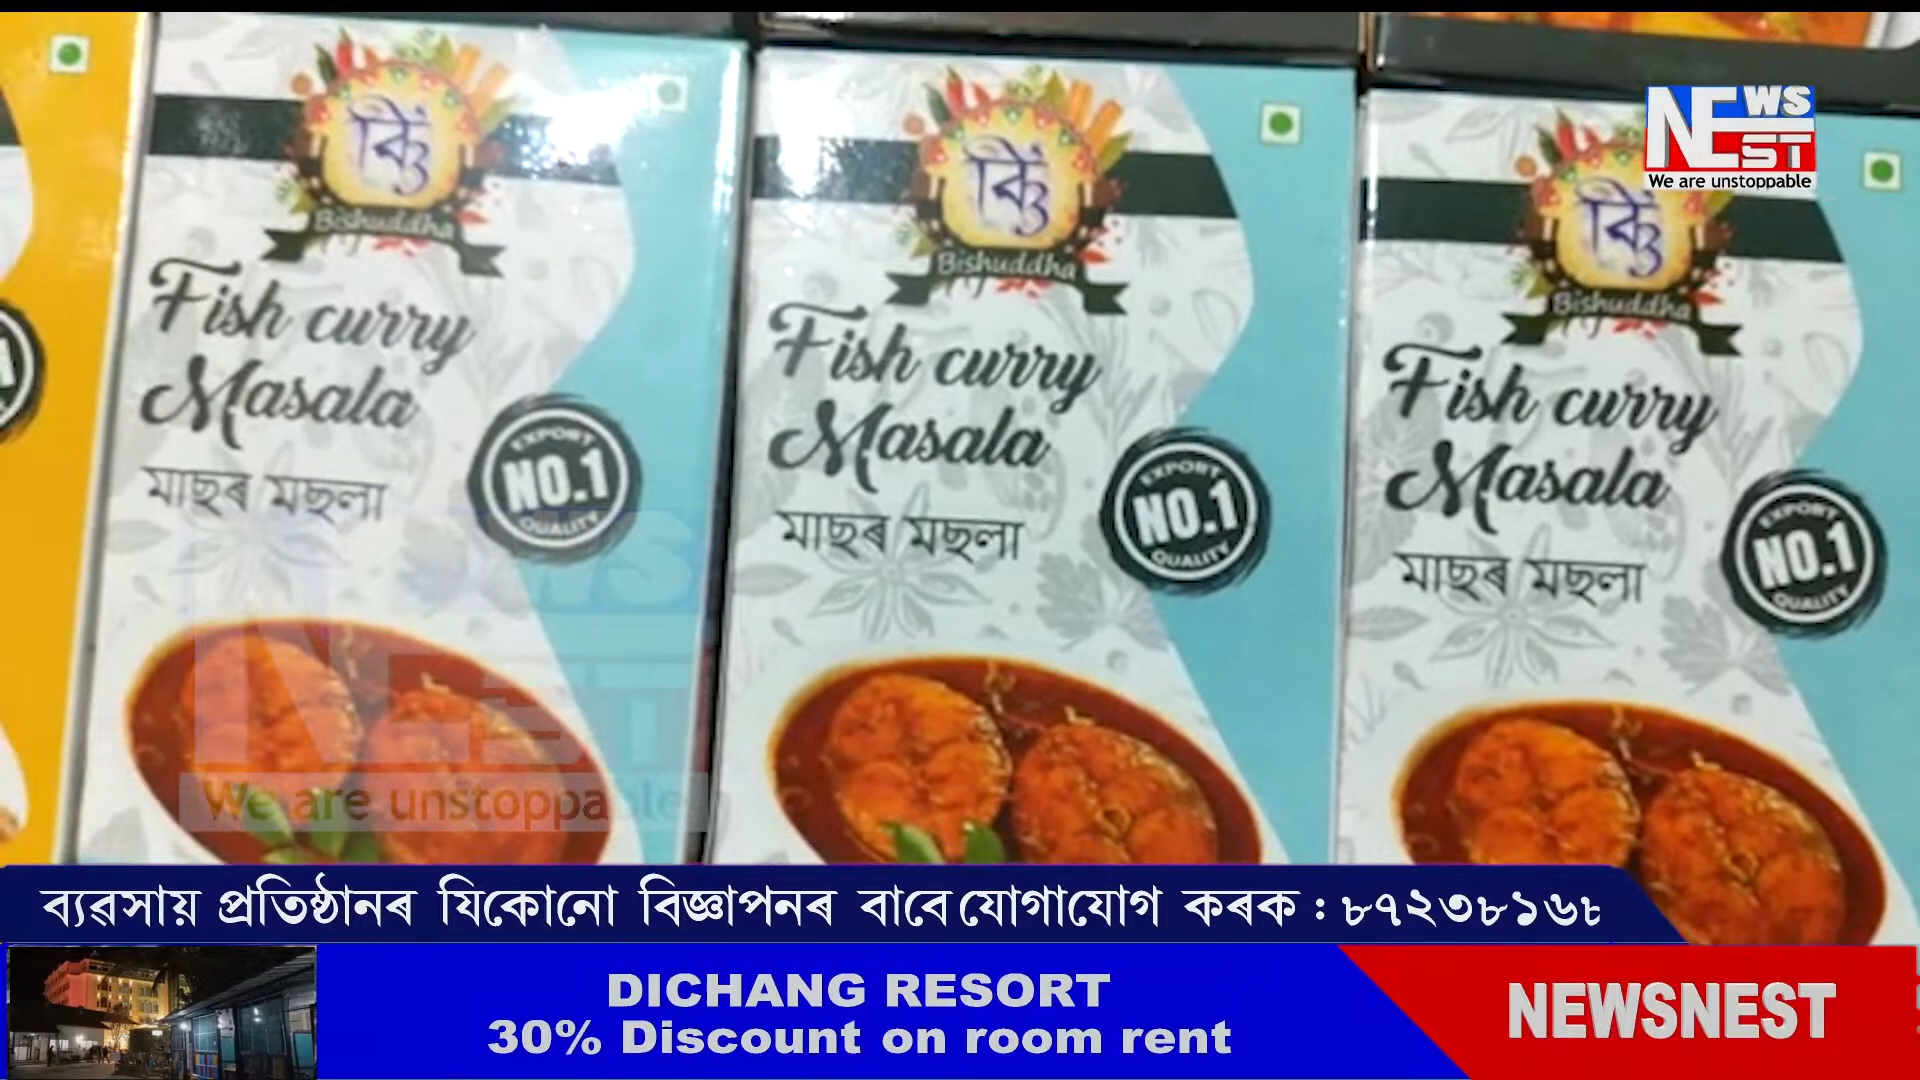 NEWS
NEST
We are unstoppable
Bishuddha
Fish curry
Masala
মাছৰ মছলা
EXPORT
NO.1
QUALITY
Bishuddha
Fish curry
Masala
মাছৰ মছলা
EXPORT
NO.1
QUALITY
Bishuddha
Fish curry
Masala
মাছৰ মছলা
EXPORT
NO.1
QUALITY
NEWS
NEST
We are unstoppable
ব্যৱসায় প্ৰতিষ্ঠানৰ যিকোনো বিজ্ঞাপনৰ বাবে যোগাযোগ কৰক : ৮৭২৩৮১৬৮
DICHANG RESORT
30% Discount on room rent
NEWSNEST